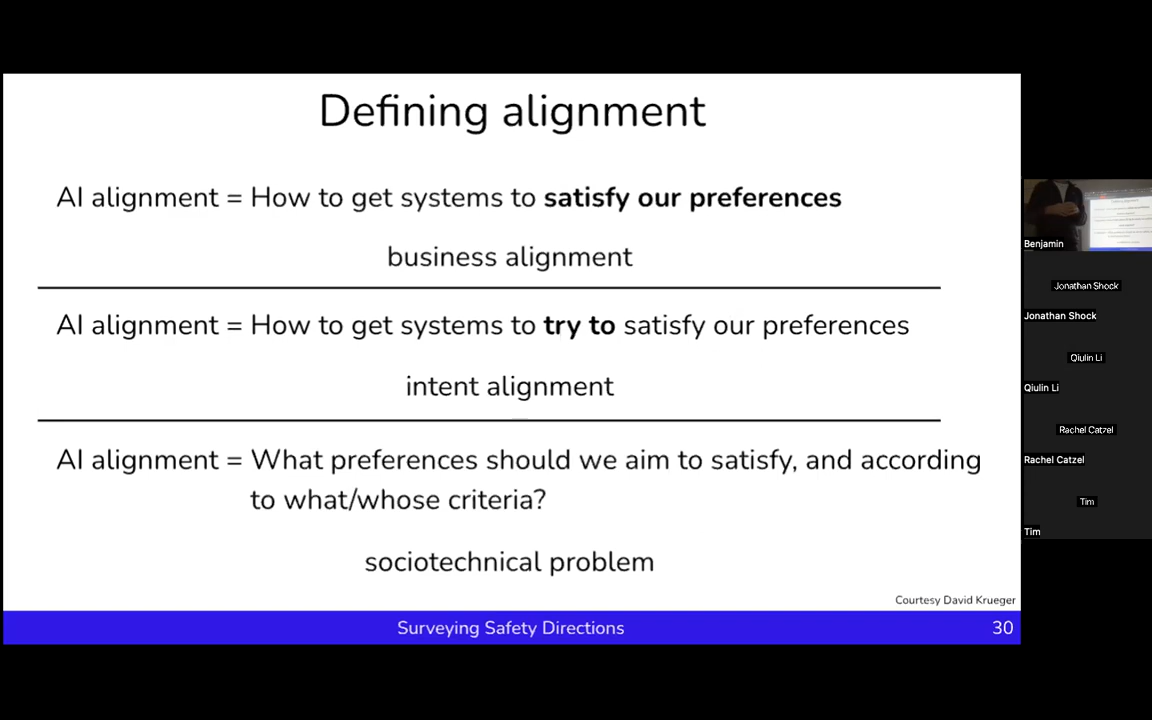 Defining alignment
AI alignment = How to get systems to satisfy our preferences
business alignment
AI alignment = How to get systems to try to satisfy our preferences
intent alignment
AI alignment = What preferences should we aim to satisfy, and according
to what/whose criteria?
sociotechnical problem
Courtesy David Krueger
Surveying Safety Directions
30
Benjamin
Jonathan Shock
Jonathan Shock
Qiulin Li
Qiulin Li
Rachel Catzel
Rachel Catzel
Tim
Tim